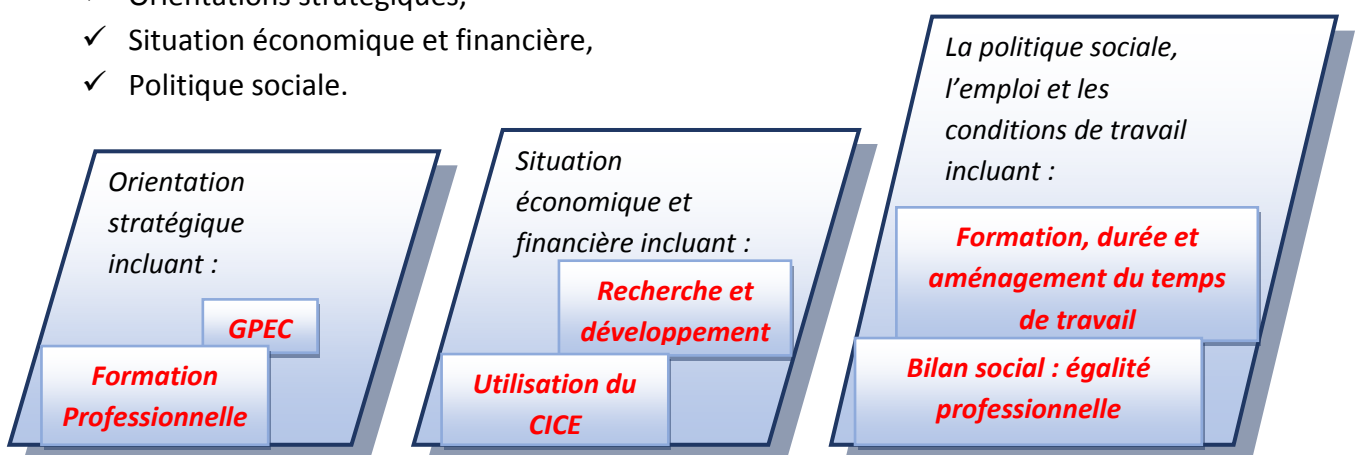 Orientations stratégiques,
✓ Situation économique et financière,
✓ Politique sociale.
Orientation
stratégique
incluant :
GPEC
Formation
Professionnelle
Situation
économique et
financière incluant :
Recherche et
développement
Utilisation du
CICE
La politique sociale,
l'emploi et les
conditions de travail
incluant :
Formation, durée et
aménagement du temps
de travail
Bilan social : égalité
professionnelle